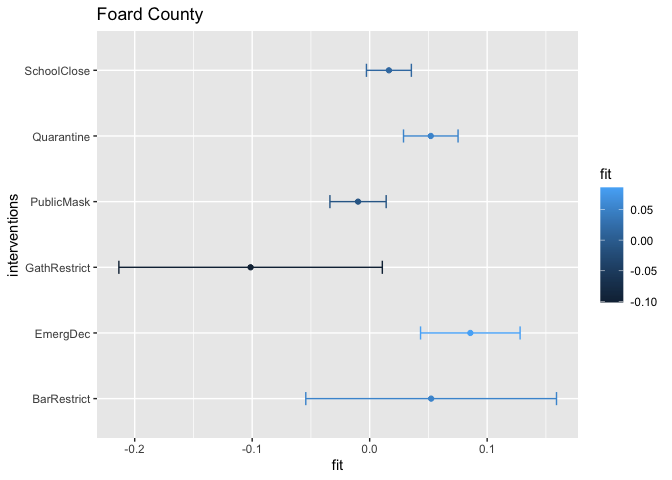 Foard County
SchoolClose
Quarantine
PublicMask
GathRestrict
EmergDec
BarRestrict
interventions
-0.2
-0.1
0.0
0.1
fit
fit
0.05
0.00
-0.05
-0.10